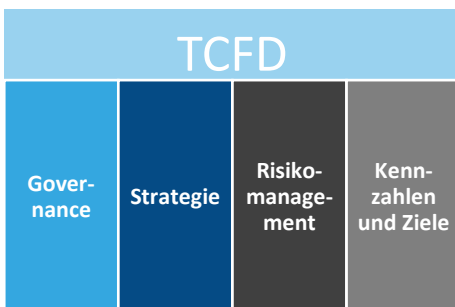 TCFD
Gover-
nance
Strategie
Risiko-
manage-
ment
Kenn-
zahlen
und Ziele